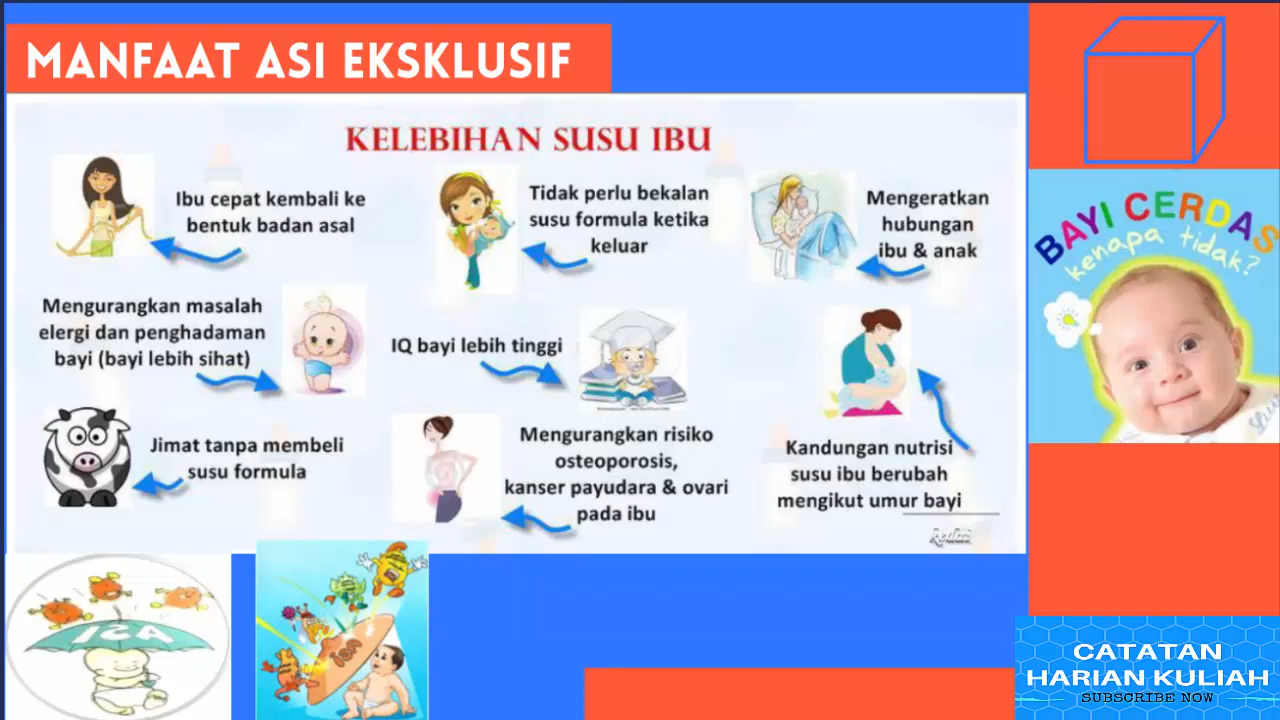 MANFAAT ASI EKSKLUSIF
KELEBIHAN SUSU IBU
Ibu cepat kembali ke
bentuk badan asal
Tidak perlu bekalan
susu formula ketika
keluar
Mengeratkan
hubungan
ibu & anak
Mengurangkan masalah
elergi dan penghadaman
bayi (bayi lebih sihat)
IQ bayi lebih tinggi
Jimat tanpa membeli
susu formula
Mengurangkan risiko
osteoporosis,
kanser payudara & ovari
pada ibu
Kandungan nutrisi
susu ibu berubah
mengikut umur bayi
BAYI CERDAS
kenapa tidak?
ASI
CATATAN
HARIAN KULIAH
SUBSCRIBE NOW